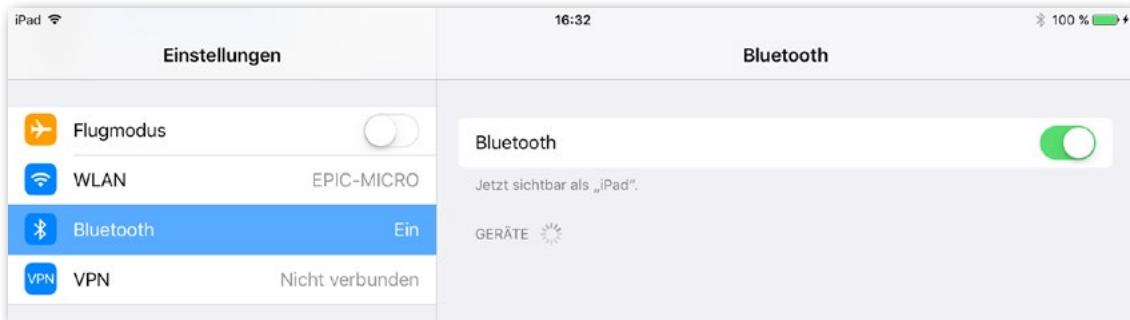 iPad 16:32 100 %
Einstellungen
Bluetooth
Flugmodus
WLAN EPIC-MICRO
Bluetooth Ein
VPN VPN Nicht verbunden
Bluetooth
Jetzt sichtbar als „iPad“.
GERÄTE